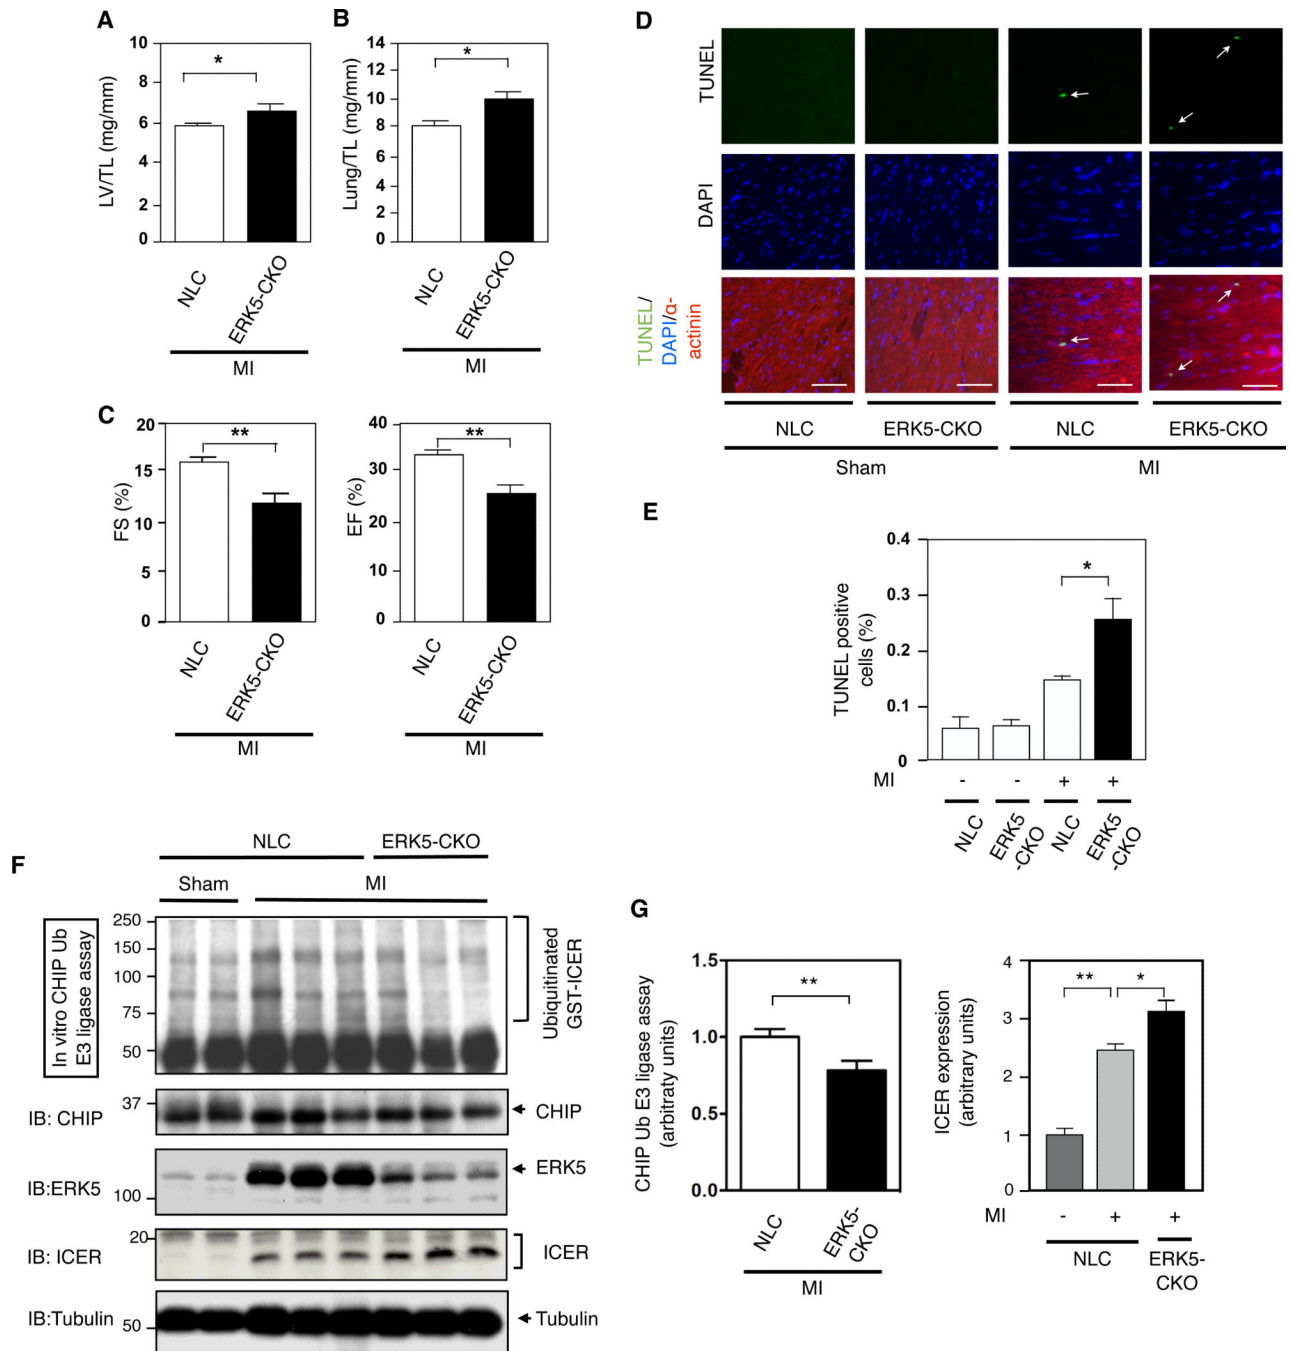 A
LV/TL (mg/mm)
10
8
6
4
2
0
*
NLC
ERK5-CKO
MI
B
Lung/TL (mg/mm)
14
12
10
8
6
4
2
0
*
NLC
ERK5-CKO
MI
C
FS (%)
20
15
10
5
0
**
NLC
ERK5-CKO
MI
EF (%)
40
30
20
10
0
**
NLC
ERK5-CKO
MI
D
TUNEL
DAPI
TUNEL/
DAPI/α-
actinin
NLC
ERK5-CKO
NLC
ERK5-CKO
Sham
MI
E
TUNEL positive
cells (%)
0.4
0.3
0.2
0.1
0
*
MI - - + +
NLC
ERK5
-CKO
NLC
ERK5
-CKO
F
NLC
ERK5-CKO
Sham
MI
In vitro CHIP Ub
E3 ligase assay
250
150
100
75
50
Ubiquitinated
GST-ICER
IB: CHIP
37
CHIP
IB:ERK5
100
ERK5
IB: ICER
20
ICER
IB:Tubulin
50
Tubulin
G
CHIP Ub E3 ligase assay
(arbitraty units)
1.5
1.0
0.5
0.0
**
NLC
ERK5-
CKO
MI
ICER expression
(arbitrary units)
4
3
2
1
0
** *
MI - + +
NLC
ERK5-
CKO